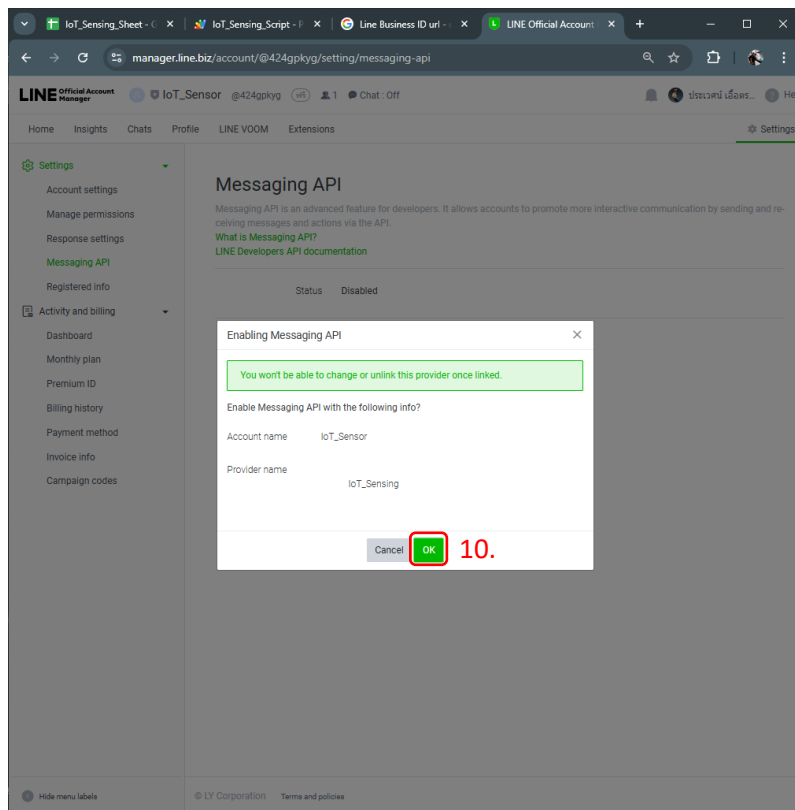 IoT_Sensing_Sheet - G
IoT_Sensing_Script - P
Line Business ID url -
LINE Official Account
manager.line.biz/account/@424gpkyg/setting/messaging-api
LINE Official Account Manager
IoT_Sensor @424gpkyg ฟรี 1 Chat : Off
ประเวศน์ เอื้อตร... He
Home Insights Chats Profile LINE VOOM Extensions Settings
Settings
Account settings
Manage permissions
Response settings
Messaging API
Registered info
Activity and billing
Dashboard
Monthly plan
Premium ID
Billing history
Payment method
Invoice info
Campaign codes
Hide menu labels
Messaging API
Messaging API is an advanced feature for developers. It allows accounts to promote more interactive communication by sending and re-
ceiving messages and actions via the API.
What is Messaging API?
LINE Developers API documentation
Status Disabled
Enabling Messaging API
You won't be able to change or unlink this provider once linked.
Enable Messaging API with the following info?
Account name IoT_Sensor
Provider name
IoT_Sensing
Cancel OK 10.
© LY Corporation Terms and policies